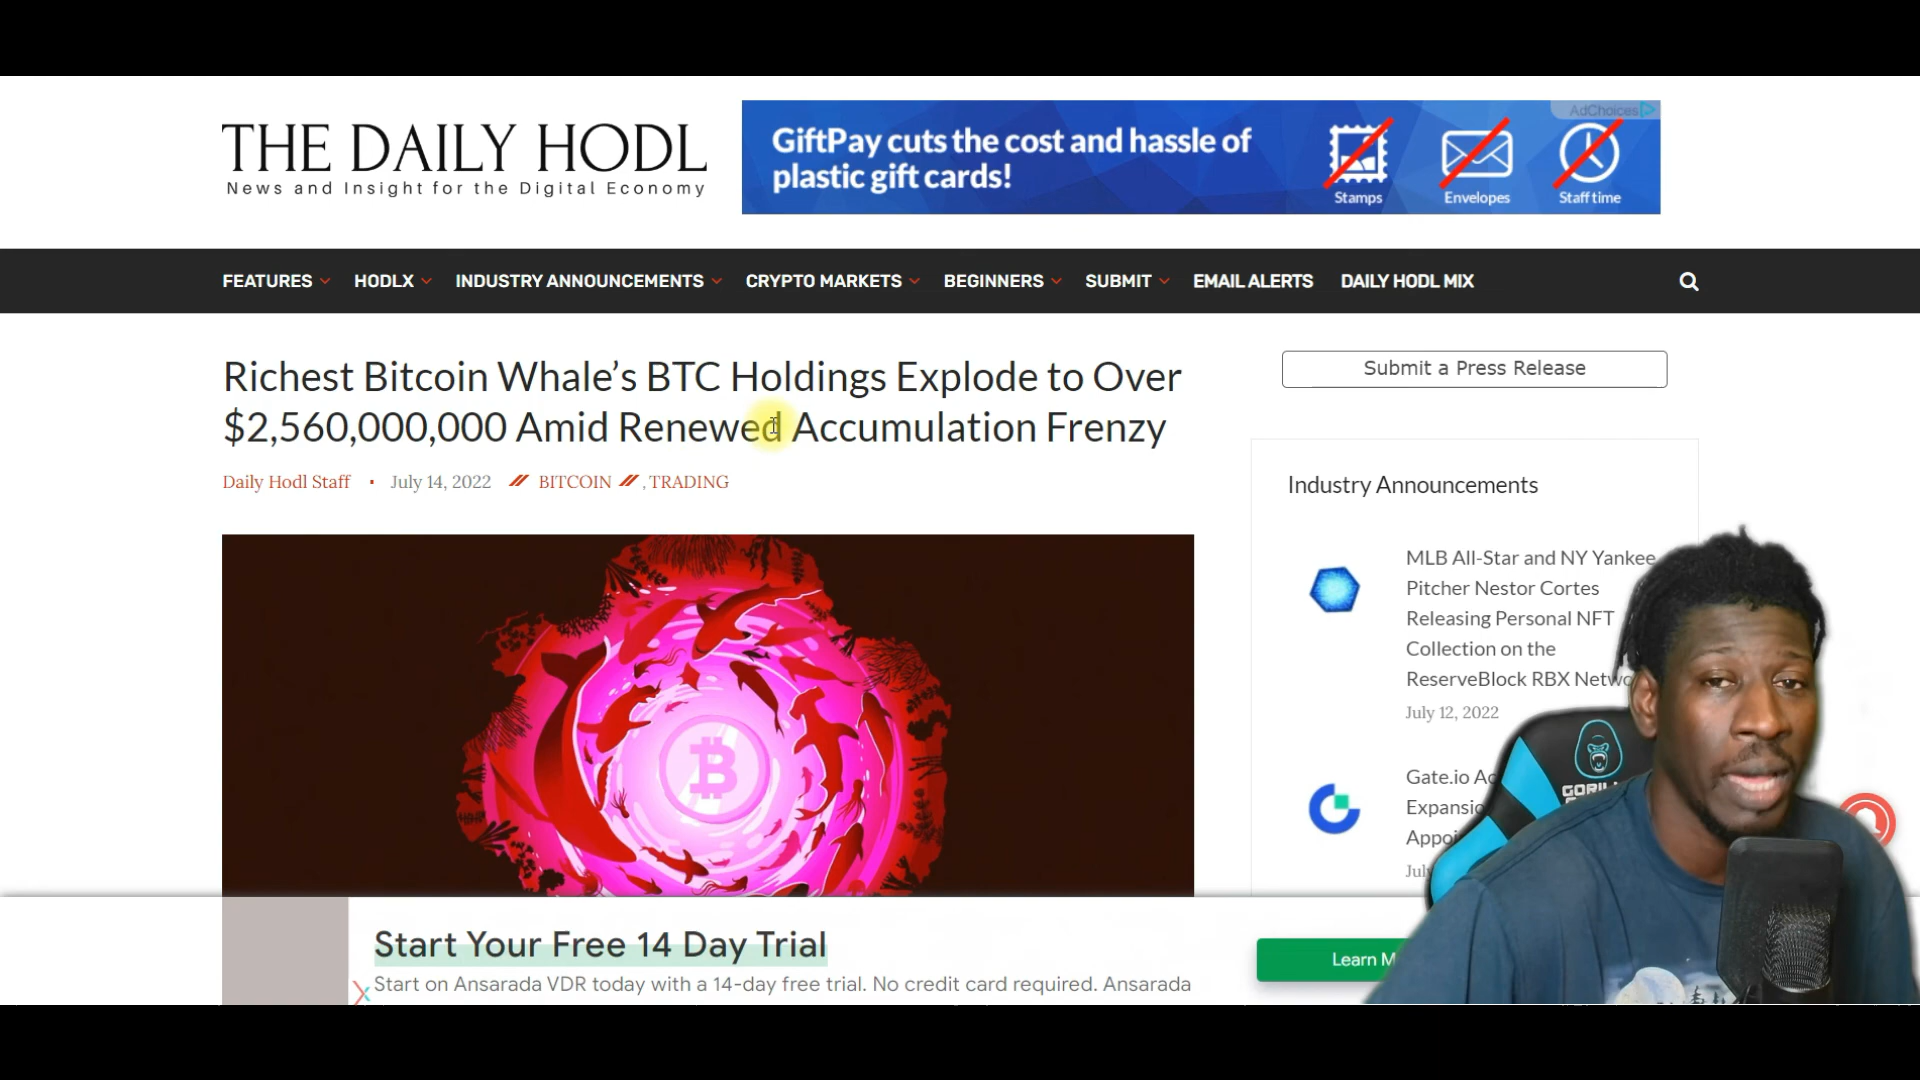 THE DAILY HODL
News and Insight for the Digital Economy
GiftPay cuts the cost and hassle of
plastic gift cards!
Stamps
Envelopes
Staff time
AdChoices
FEATURES
HODLX
INDUSTRY ANNOUNCEMENTS
CRYPTO MARKETS
BEGINNERS
SUBMIT
EMAIL ALERTS
DAILY HODL MIX
Richest Bitcoin Whale’s BTC Holdings Explode to Over
$2,560,000,000 Amid Renewed Accumulation Frenzy
Daily Hodl Staff • July 14, 2022 // BITCOIN // , TRADING
Submit a Press Release
Industry Announcements
MLB All-Star and NY Yankee
Pitcher Nestor Cortes
Releasing Personal NFT
Collection on the
ReserveBlock RBX
July 12, 2022
Gate.io
Start Your Free 14 Day Trial
Start on Ansarada VDR today with a 14-day free trial. No credit card required. Ansarada
Learn